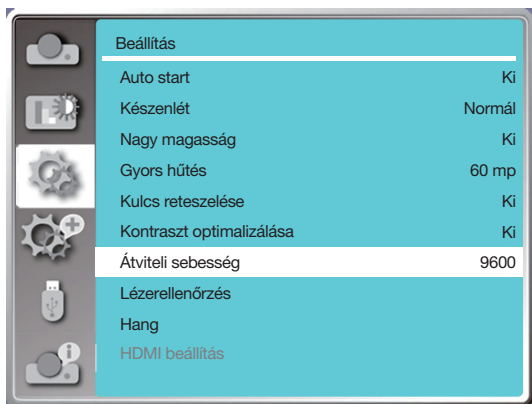 Beállítás
Auto start Ki
Készenlét Normál
Nagy magasság Ki
Gyors hűtés 60 mp
Kulcs reteszelése Ki
Kontraszt optimalizálása Ki
Átviteli sebesség 9600
Lézerellenőrzés
Hang
HDMI beállítás